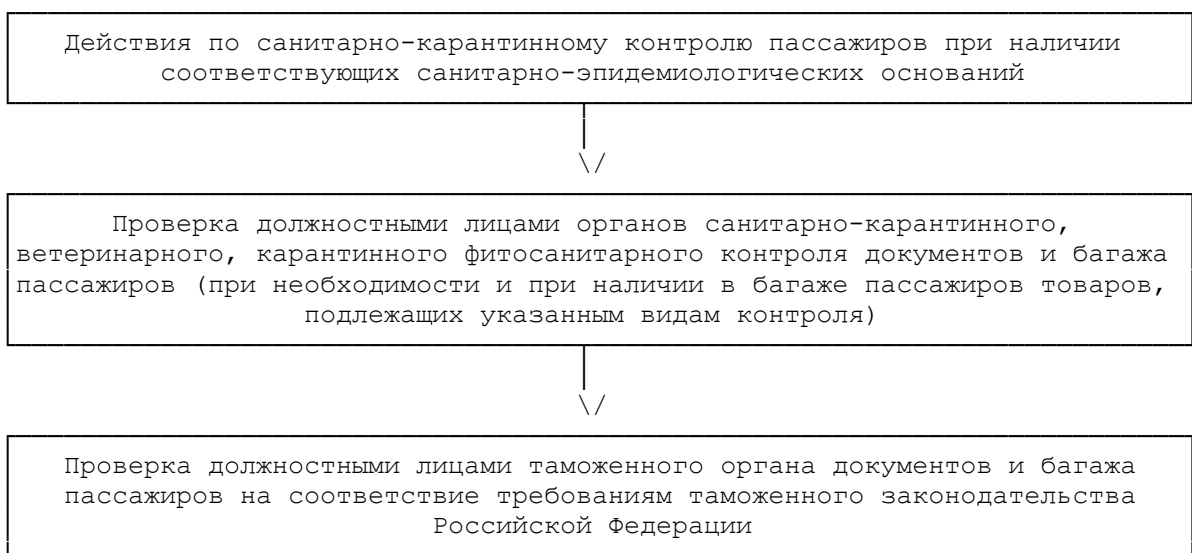 Действия по санитарно-карантинному контролю пассажиров при наличии
соответствующих санитарно-эпидемиологических оснований
Проверка должностными лицами органов санитарно-карантинного,
ветеринарного, карантинного фитосанитарного контроля документов и багажа
пассажиров (при необходимости и при наличии в багаже пассажиров товаров,
подлежащих указанным видам контроля)
Проверка должностными лицами таможенного органа документов и багажа
пассажиров на соответствие требованиям таможенного законодательства
Российской Федерации